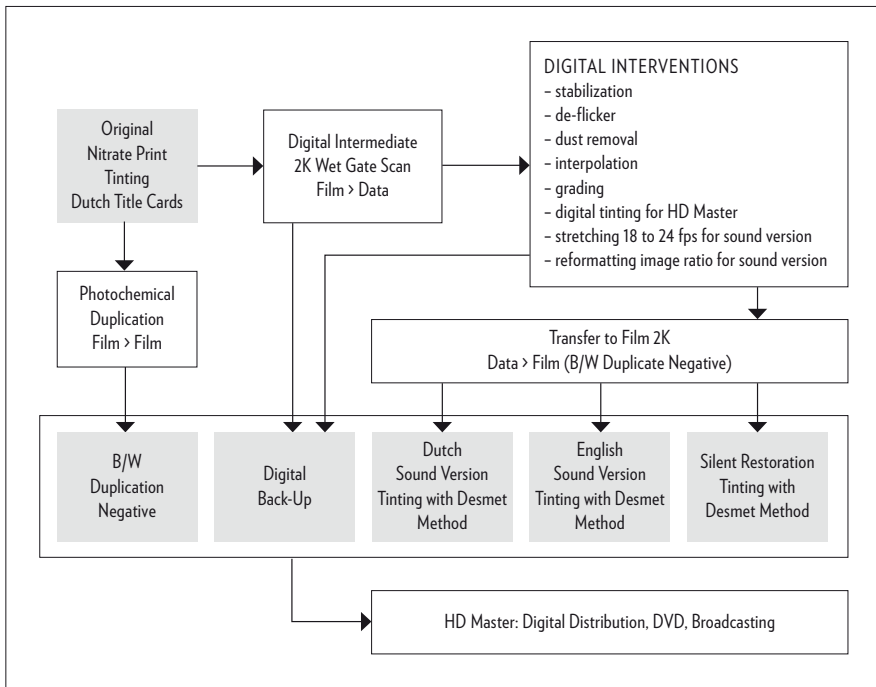 Original
Nitrate Print
Tinting
Dutch Title Cards
Digital Intermediate
2K Wet Gate Scan
Film > Data
DIGITAL INTERVENTIONS
– stabilization
– de-flicker
– dust removal
– interpolation
– grading
– digital tinting for HD Master
– stretching 18 to 24 fps for sound version
– reformatting image ratio for sound version
Photochemical
Duplication
Film > Film
Transfer to Film 2K
Data > Film (B/W Duplicate Negative)
B/W
Duplication
Negative
Digital
Back-Up
Dutch
Sound Version
Tinting with Desmet
Method
English
Sound Version
Tinting with Desmet
Method
Silent Restoration
Tinting with
Desmet Method
HD Master: Digital Distribution, DVD, Broadcasting